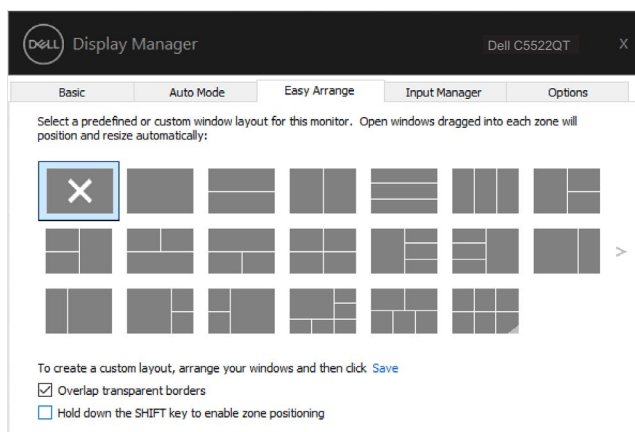 DELL Display Manager Dell C5522QT X
Basic Auto Mode Easy Arrange Input Manager Options
Select a predefined or custom window layout for this monitor. Open windows dragged into each zone will
position and resize automatically:
To create a custom layout, arrange your windows and then click Save
Overlap transparent borders
Hold down the SHIFT key to enable zone positioning